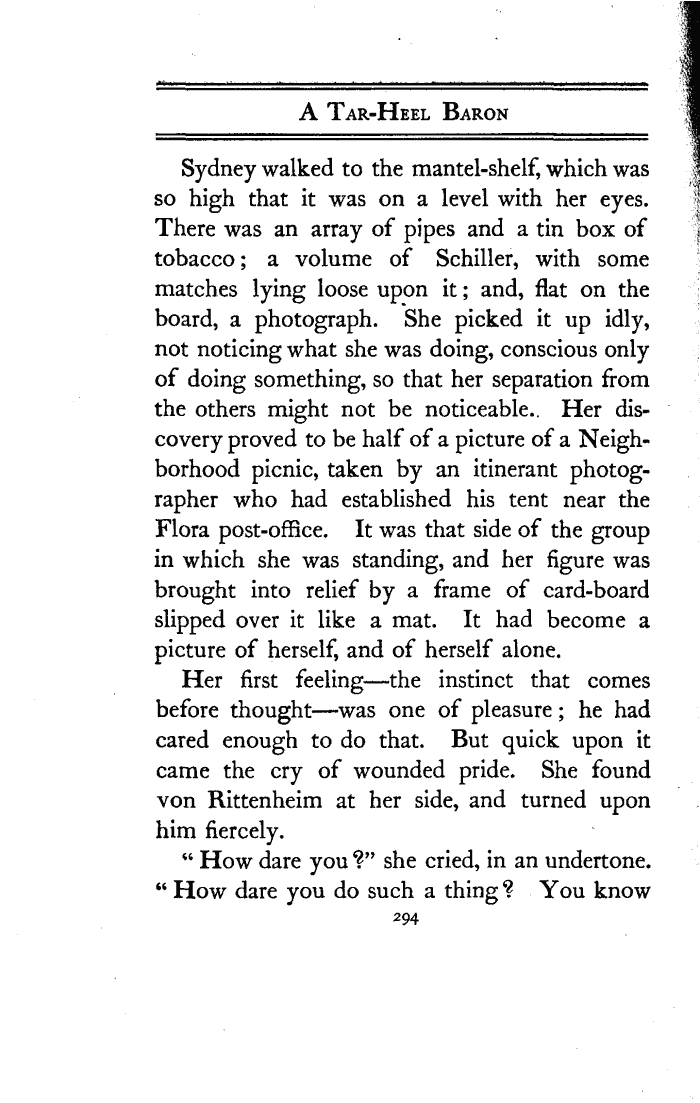 A Tar-Heel Baron
Sydney walked to the mantel-shelf, which was
so high that it was on a level with her eyes.
There was an array of pipes and a tin box of
tobacco; a volume of Schiller, with some
matches lying loose upon it; and, flat on the
board, a photograph. She picked it up idly,
not noticing what she was doing, conscious only
of doing something, so that her separation from
the others might not be noticeable. Her dis-
covery proved to be half of a picture of a Neigh-
borhood picnic, taken by an itinerant photog-
rapher who had established his tent near the
Flora post-office. It was that side of the group
in which she was standing, and her figure was
brought into relief by a frame of card-board
slipped over it like a mat. It had become a
picture of herself, and of herself alone.
Her first feeling—the instinct that comes
before thought—was one of pleasure; he had
cared enough to do that. But quick upon it
came the cry of wounded pride. She found
von Rittenheim at her side, and turned upon
him fiercely.
“How dare you?” she cried, in an undertone.
“How dare you do such a thing? You know
294